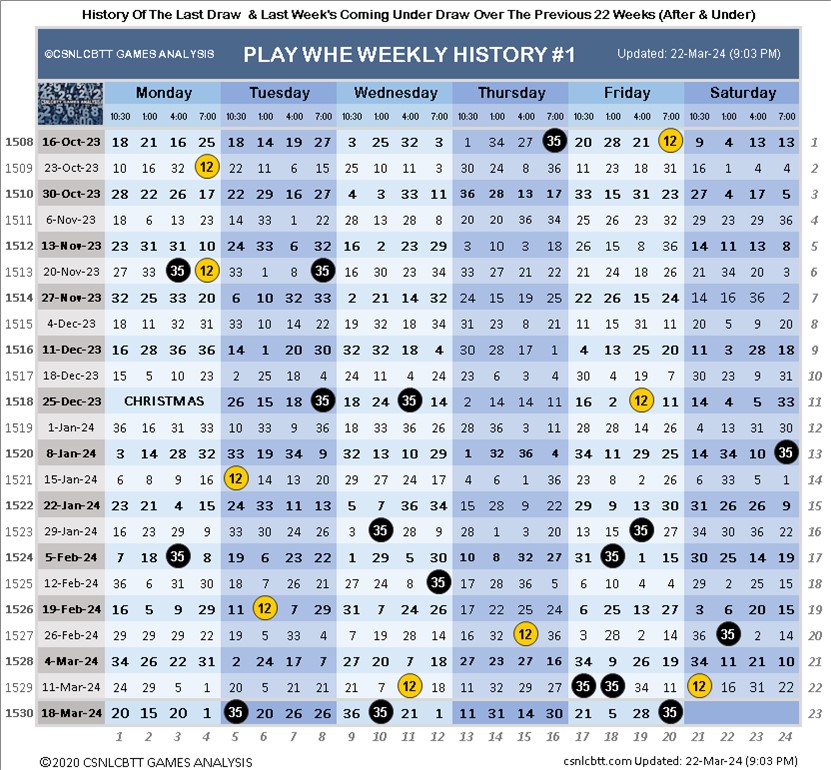 History Of The Last Draw & Last Week's Coming Under Draw Over The Previous 22 Weeks (After & Under)
©CSNLCBTT GAMES ANALYSIS PLAY WHE WEEKLY HISTORY #1 Updated: 22-Mar-24 (9:03 PM)
CSNLCBTT GAMES ANALYSIS Monday Tuesday Wednesday Thursday Friday Saturday
10:30 1:00 4:00 7:00 10:30 1:00 4:00 7:00 10:30 1:00 4:00 7:00 10:30 1:00 4:00 7:00 10:30 1:00 4:00 7:00 10:30 1:00 4:00 7:00
1508 16-Oct-23 18 21 16 25 18 14 19 27 3 25 32 3 1 34 27 35 20 28 21 12 9 4 13 13 1
1509 23-Oct-23 10 16 32 12 22 11 6 15 25 10 11 3 30 24 8 36 11 23 18 31 16 1 4 4 2
1510 30-Oct-23 28 22 26 17 22 29 16 27 4 3 33 11 36 28 13 17 33 15 31 23 27 4 17 5 3
1511 6-Nov-23 18 6 13 23 14 33 1 22 28 13 28 8 20 20 36 34 25 26 23 32 29 23 29 36 4
1512 13-Nov-23 23 31 31 10 24 33 6 32 16 2 23 29 3 10 3 18 26 15 8 36 14 11 13 8 5
1513 20-Nov-23 27 33 35 12 33 1 8 35 16 30 23 34 33 27 21 22 21 24 18 26 21 34 20 3 6
1514 27-Nov-23 32 25 33 20 6 10 32 33 2 21 14 32 24 15 19 25 22 26 15 24 14 16 36 2 7
1515 4-Dec-23 18 11 32 31 33 10 14 22 19 32 18 34 31 23 8 21 11 15 31 11 20 5 9 20 8
1516 11-Dec-23 16 28 36 36 14 1 20 30 32 32 18 4 30 28 17 1 4 13 25 20 11 3 28 18 9
1517 18-Dec-23 15 5 10 23 2 25 18 4 24 11 4 24 23 6 3 4 30 4 19 7 30 23 9 31 10
1518 25-Dec-23 CHRISTMAS 26 15 18 35 18 24 35 14 2 14 14 11 16 2 12 11 14 4 5 33 11
1519 1-Jan-24 36 16 31 33 10 33 9 36 18 33 36 26 28 36 3 11 28 28 14 26 4 13 31 30 12
1520 8-Jan-24 3 14 28 32 33 19 34 9 32 13 10 29 1 32 36 4 34 11 29 25 14 34 10 35 13
1521 15-Jan-24 6 8 9 16 12 14 13 20 29 27 24 17 4 6 1 36 23 8 2 26 6 33 5 1 14
1522 22-Jan-24 23 21 4 15 24 33 11 13 5 7 36 34 15 28 9 22 29 9 13 30 31 26 26 9 15
1523 29-Jan-24 16 23 29 9 33 30 24 26 10 35 28 9 28 1 3 20 13 15 35 27 34 30 36 22 16
1524 5-Feb-24 7 18 35 8 19 6 23 22 1 29 5 30 10 8 32 27 31 35 1 15 30 25 14 19 17
1525 12-Feb-24 36 6 31 30 18 7 26 21 27 24 8 35 17 28 36 5 6 10 4 4 29 2 25 15 18
1526 19-Feb-24 16 5 9 29 11 12 7 29 31 7 24 26 17 22 25 24 6 25 13 27 3 6 20 15 19
1527 26-Feb-24 29 29 29 22 19 5 33 4 7 19 28 14 16 32 12 36 3 28 2 14 36 35 2 14 20
1528 4-Mar-24 34 26 22 31 2 24 17 7 27 20 7 18 27 23 27 16 34 9 26 19 34 11 21 10 21
1529 11-Mar-24 24 29 5 1 20 5 21 21 21 7 12 18 11 32 29 27 35 35 34 11 12 16 31 22 22
1530 18-Mar-24 20 15 20 1 35 20 26 26 36 35 21 1 11 31 14 30 21 5 28 35 23
1 2 3 4 5 6 7 8 9 10 11 12 13 14 15 16 17 18 19 20 21 22 23 24
©2020 CSNLCBTT GAMES ANALYSIS csnlcbtt.com Updated: 22-Mar-24 (9:03 PM)